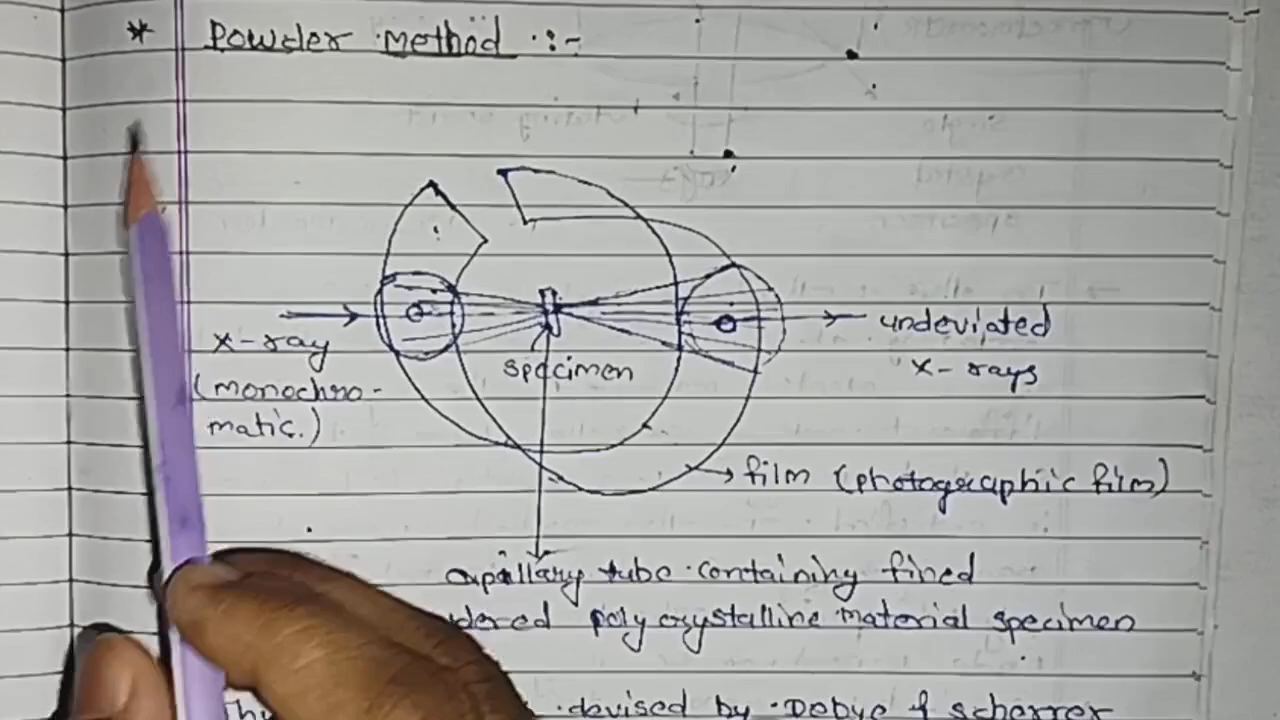 * Powder method :-
x-ray
(monochro-
matic.)
specimen
undeviated
x-rays
film (photographic film)
capillary tube containing fined
polycrystalline material specimen
devised by Debye & scherrer